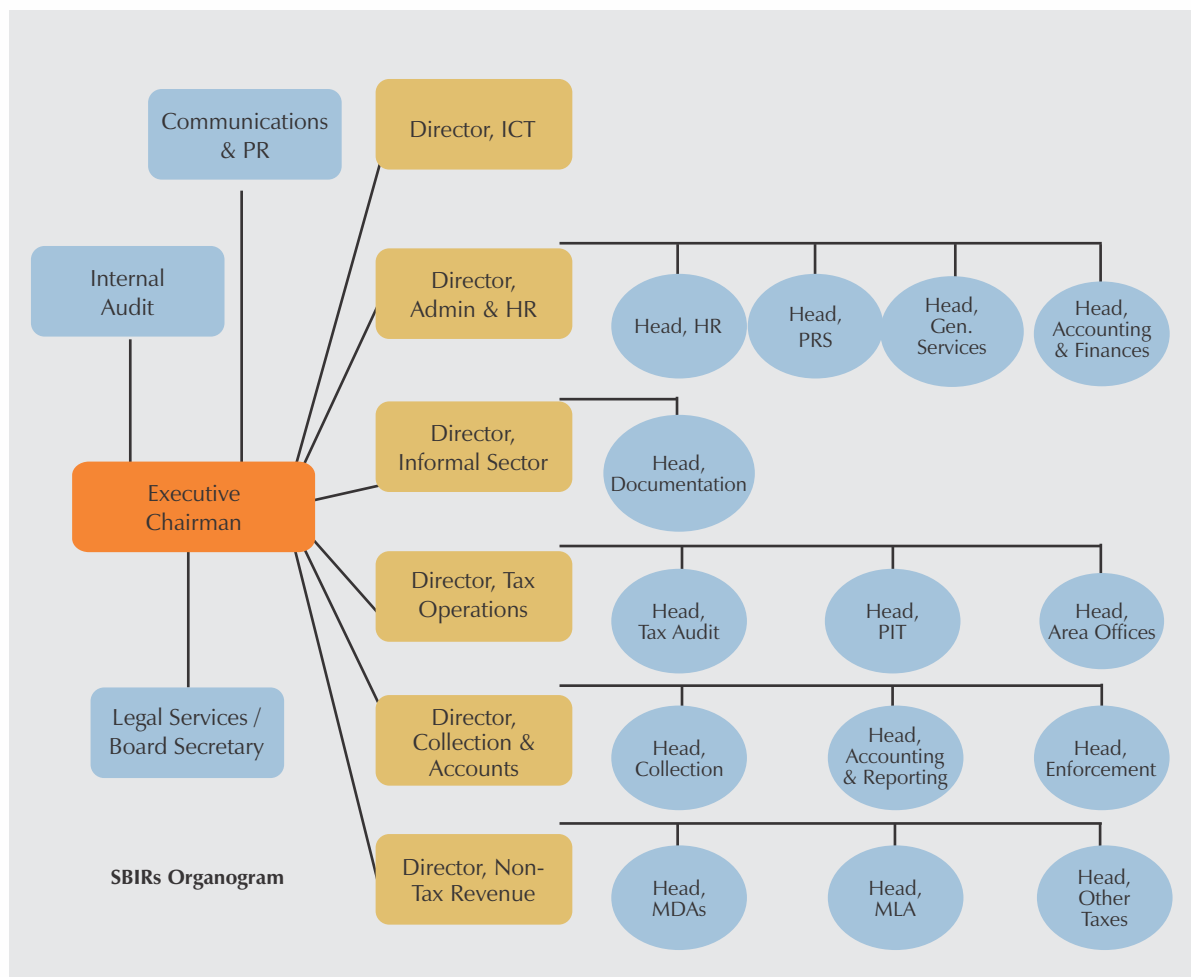 Communications
& PR
Director, ICT
Internal
Audit
Director,
Admin & HR
Head, HR
Head,
PRS
Head,
Gen.
Services
Head,
Accounting
& Finances
Director,
Informal Sector
Head,
Documentation
Executive
Chairman
Director, Tax
Operations
Head,
Tax Audit
Head,
PIT
Head,
Area Offices
Legal Services /
Board Secretary
Director,
Collection &
Accounts
Head,
Collection
Head,
Accounting
& Reporting
Head,
Enforcement
Director, Non-
Tax Revenue
Head,
MDAs
Head,
MLA
Head,
Other
Taxes
SBIRs Organogram